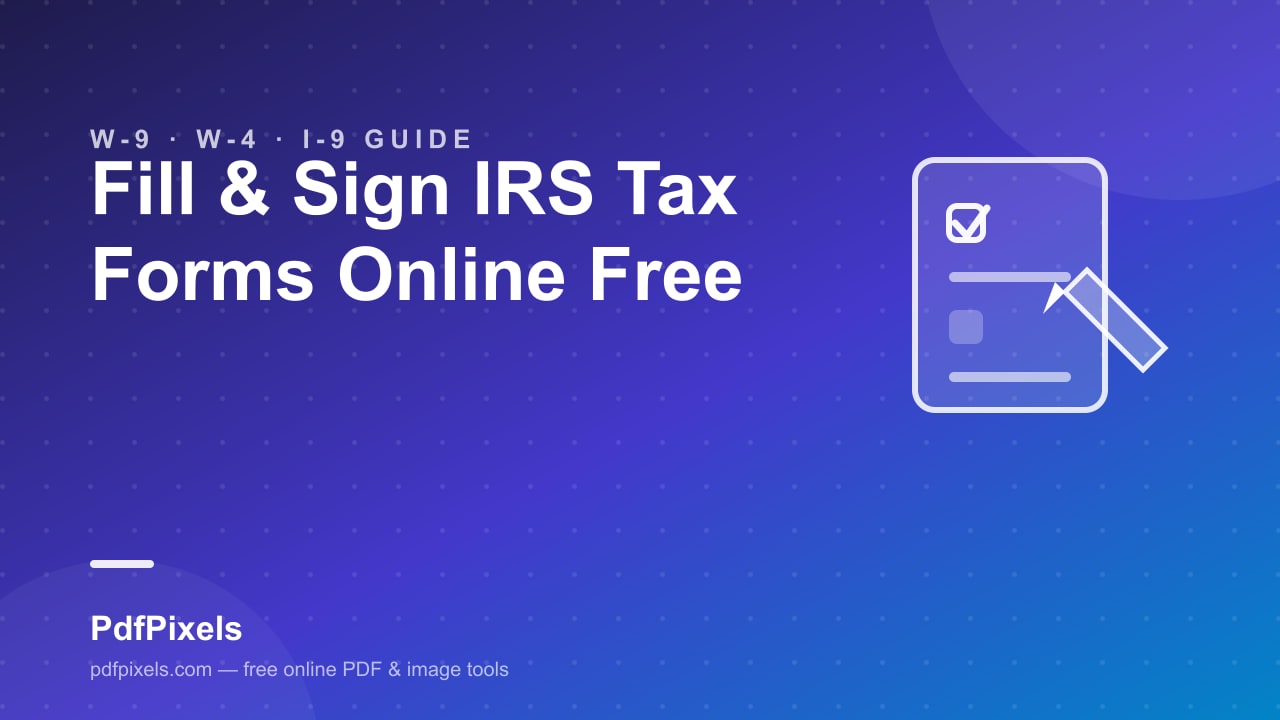 W-9 · W-4 · I-9 GUIDE
Fill & Sign IRS Tax
Forms Online Free
PdfPixels
pdfpixels.com — free online PDF & image tools